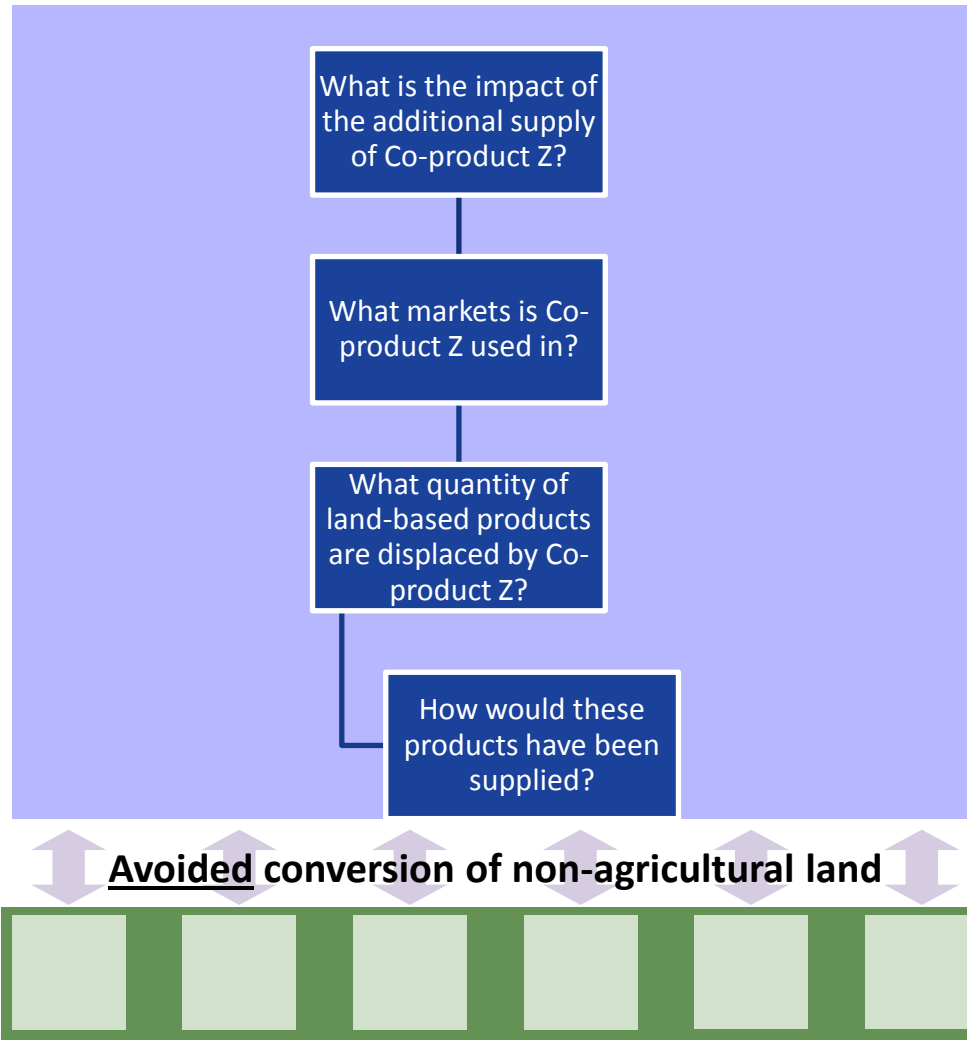 What is the impact of
the additional supply
of Co-product Z?
What markets is Co-
product Z used in?
What quantity of
land-based products
are displaced by Co-
product Z?
How would these
products have been
supplied?
Avoided conversion of non-agricultural land